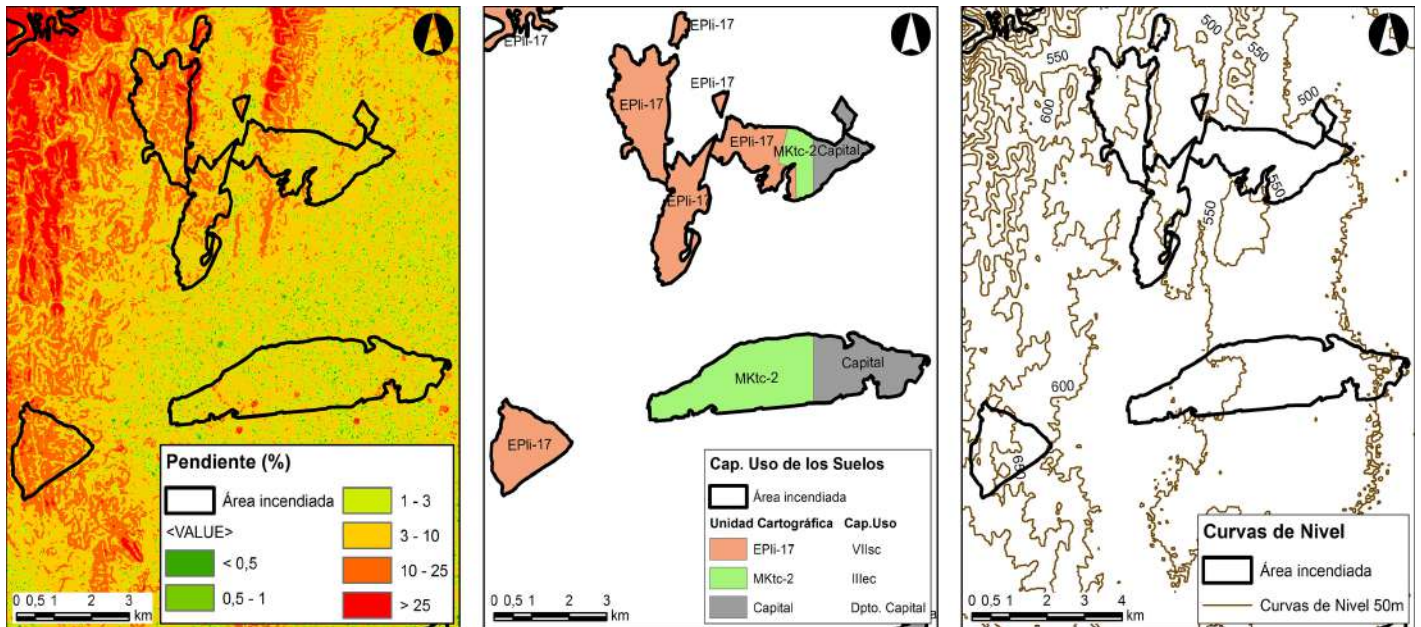 Pendiente (%)
Área incendiada
<VALUE>
< 0,5
0,5 - 1
1 - 3
3 - 10
10 - 25
> 25
0 0,5 1 2 3
km
EPli-17
EPli-17
EPli-17
EPli-17
EPli-17
MKtc-2
Capital
EPli-17
MKtc-2
Capital
EPli-17
Cap. Uso de los Suelos
Área incendiada
Unidad Cartográfica Cap.Uso
EPli-17 VIIsc
MKtc-2 IIIec
Capital Dpto. Capital
0 0,5 1 2 3 4
km
550
500
550
600
500
550
550
600
650
Curvas de Nivel
Área incendiada
Curvas de Nivel 50m
0 0,5 1 2 3 4
km